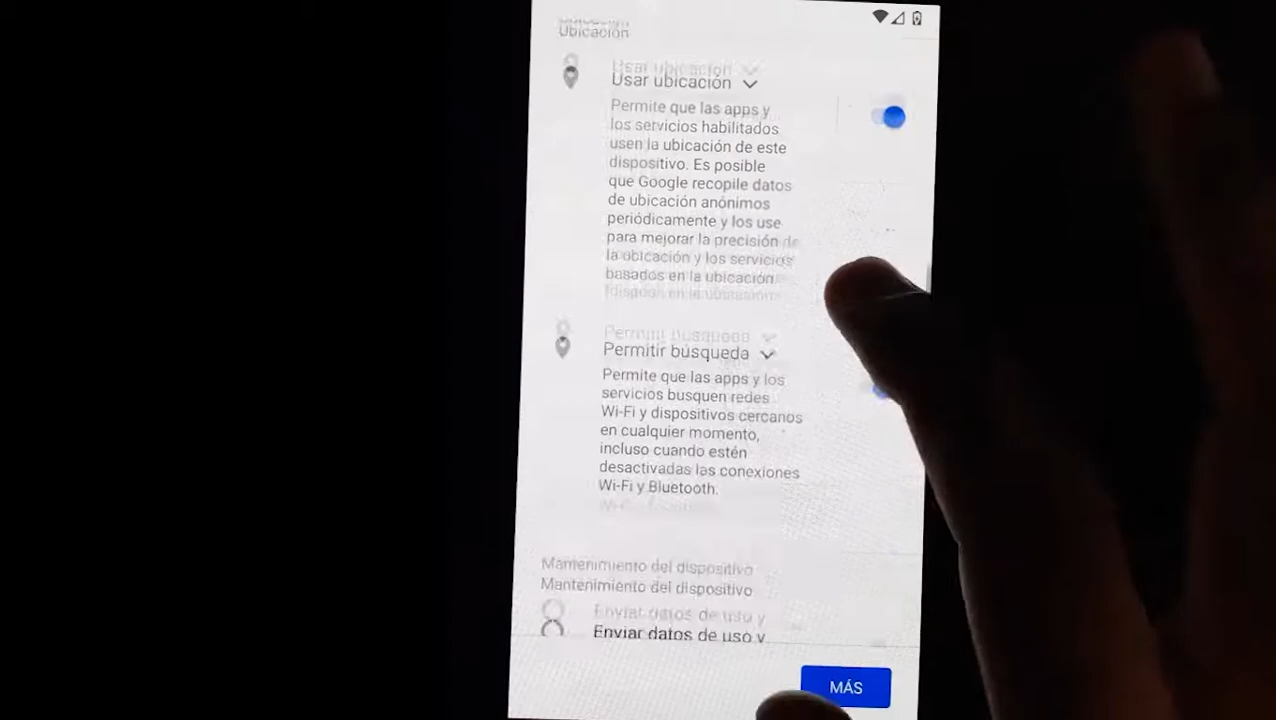 Ubicación
Usar ubicación
Permite que las apps y
los servicios habilitados
usen la ubicación de este
dispositivo. Es posible
que Google recopile datos
de ubicación anónimos
periódicamente y los use
para mejorar la precisión de
la ubicación y los servicios
basados en la ubicación.
Permitir búsqueda
Permite que las apps y los
servicios busquen redes
Wi-Fi y dispositivos cercanos
en cualquier momento,
incluso cuando estén
desactivadas las conexiones
Wi-Fi y Bluetooth.
Mantenimiento del dispositivo
Enviar datos de uso y
MÁS